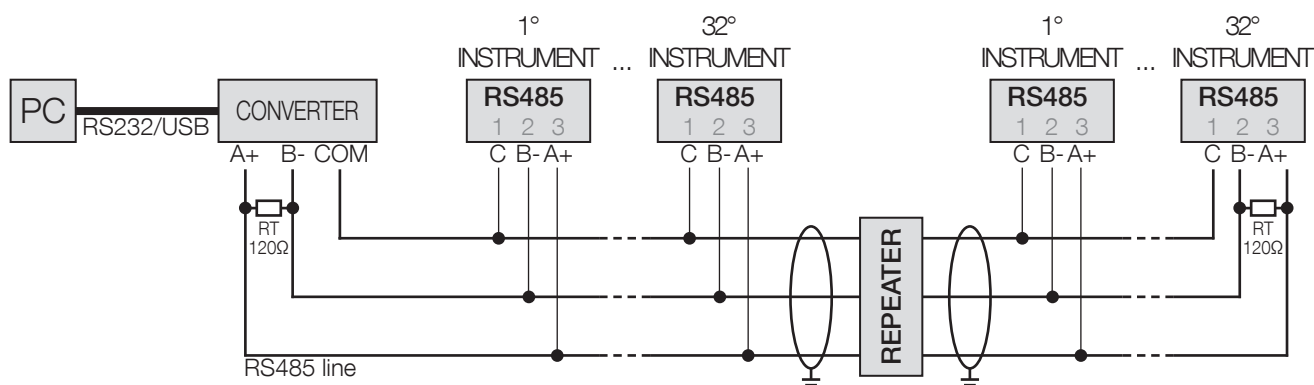 1° 32° 1° 32°
INSTRUMENT ... INSTRUMENT INSTRUMENT ... INSTRUMENT
PC RS232/USB CONVERTER RS485 RS485 RS485 RS485
1 2 3 1 2 3 1 2 3 1 2 3
A+ B- COM C B- A+ C B- A+ C B- A+ C B- A+
RT RT
120Ω 120Ω
REPEATER
RS485 line